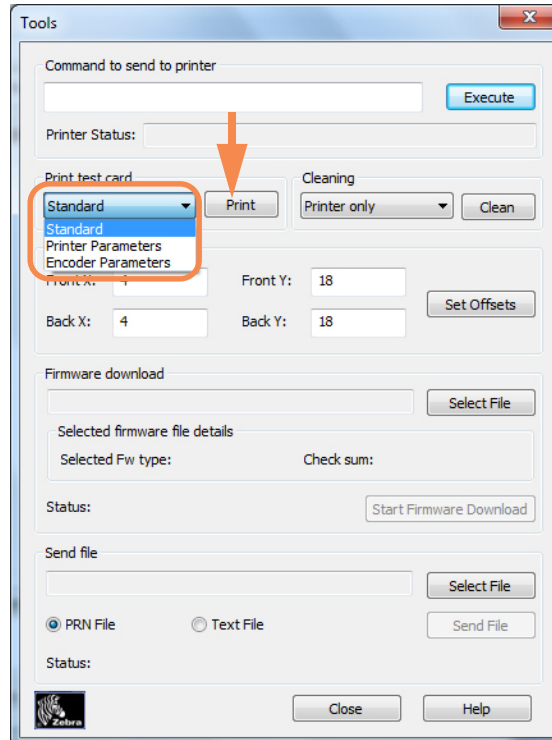 Tools
Command to send to printer
Execute
Printer Status:
Print test card
Cleaning
Standard
Print
Printer only
Clean
Standard
Printer Parameters
Encoder Parameters
Front X: 4
Front Y: 18
Set Offsets
Back X: 4
Back Y: 18
Firmware download
Select File
Selected firmware file details
Selected Fw type:
Check sum:
Status:
Start Firmware Download
Send file
Select File
PRN File
Text File
Send File
Status:
Zebra
Close
Help